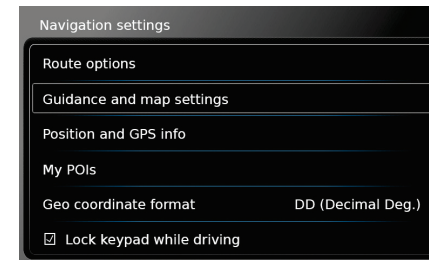 Navigation settings
Route options
Guidance and map settings
Position and GPS info
My POIs
Geo coordinate format DD (Decimal Deg.)
Lock keypad while driving